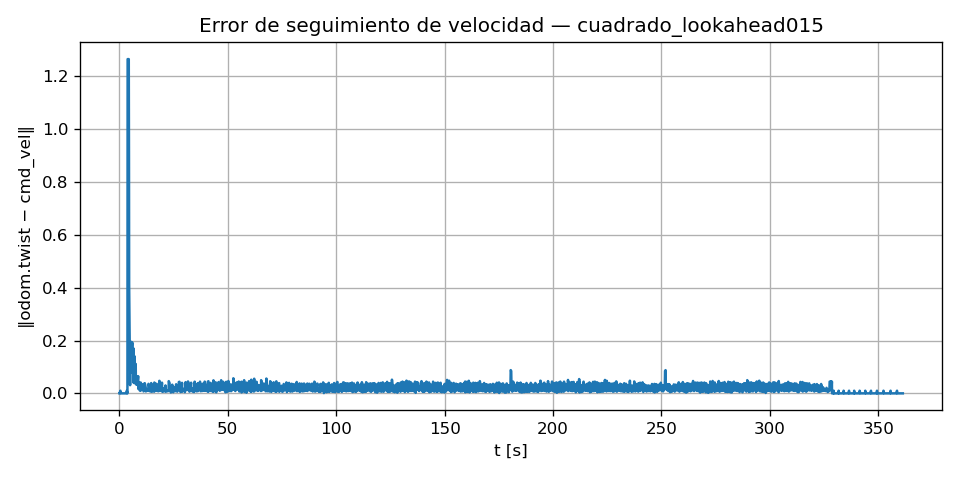 Error de seguimiento de velocidad — cuadrado_lookahead015
‖odom.twist − cmd_vel‖
1.2
1.0
0.8
0.6
0.4
0.2
0.0
0 50 100 150 200 250 300 350
t [s]